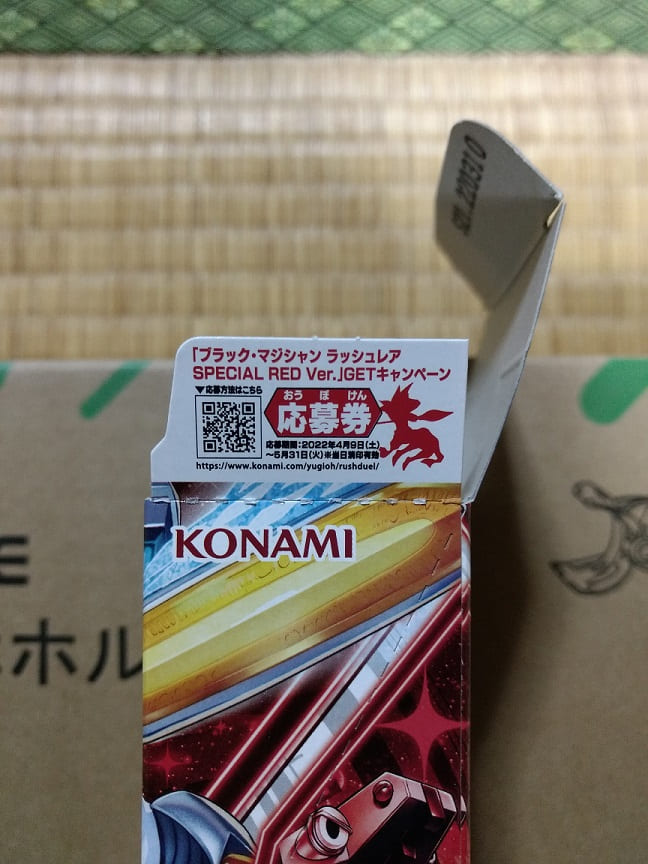 「ブラック・マジシャン ラッシュレア
SPECIAL RED Ver.」GETキャンペーン
▼応募方法はこちら
おうぼけん
応募券
応募期間:2022年4月9日(土)
～5月31日(火)※当日消印有効
https://www.konami.com/yugioh/rushduel/
KONAMI
ホル